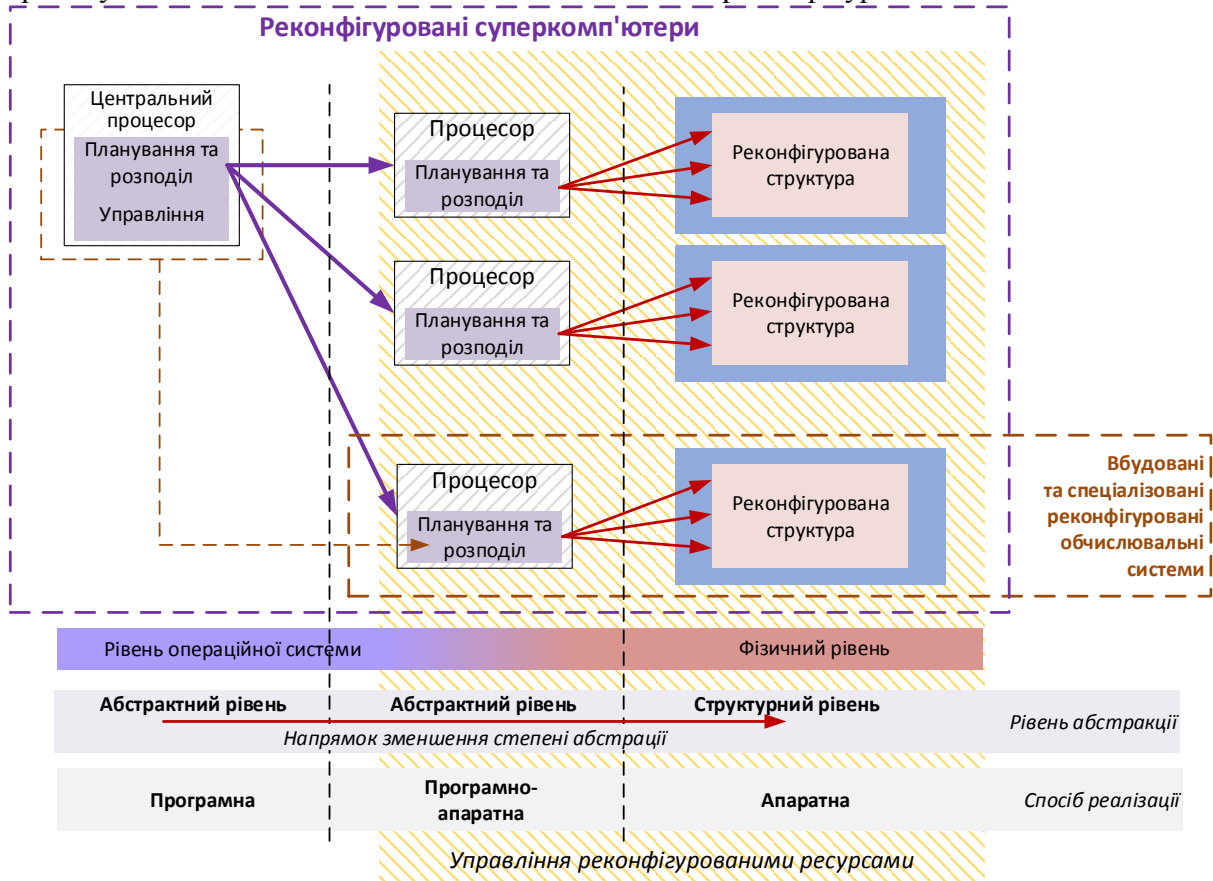 Реконфігуровані суперкомп'ютери
Центральний
процесор
Планування та
розподіл
Управління
Процесор
Планування та
розподіл
Реконфігурована
структура
Процесор
Планування та
розподіл
Реконфігурована
структура
Процесор
Планування та
розподіл
Реконфігурована
структура
Вбудовані
та спеціалізовані
реконфігуровані
обчислювальні
системи
Рівень операційної системи
Фізичний рівень
Абстрактний рівень
Абстрактний рівень
Структурний рівень
Рівень абстракції
Напрямок зменшення степені абстрації
Програмна
Програмно-
апаратна
Апаратна
Спосіб реалізації
Управління реконфігурованими ресурсами